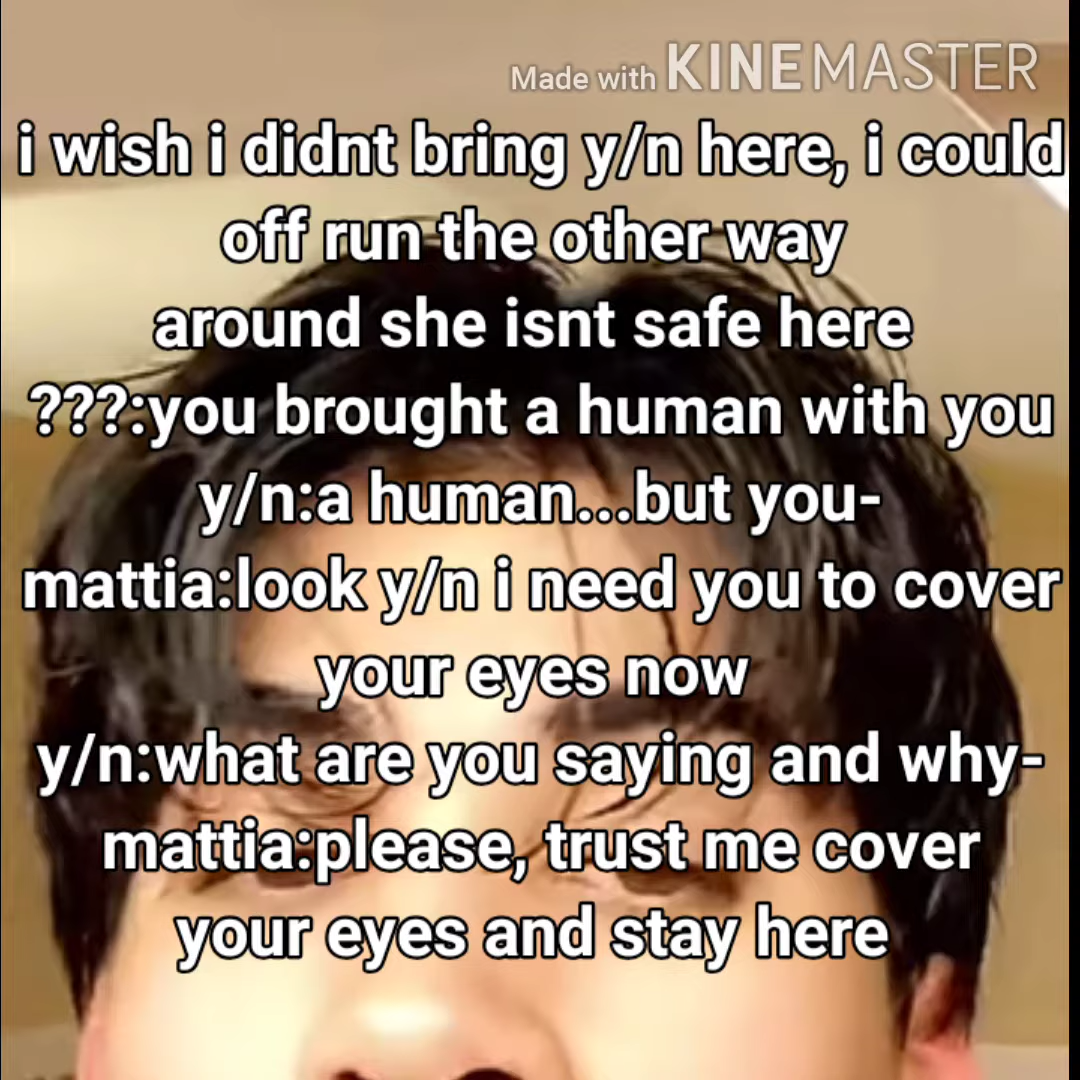 Made with KINEMASTER
i wish i didnt bring y/n here, i could
off run the other way
around she isnt safe here
???:you brought a human with you
y/n:a human...but you-
mattia:look y/n i need you to cover
your eyes now
y/n:what are you saying and why-
mattia:please, trust me cover
your eyes and stay here